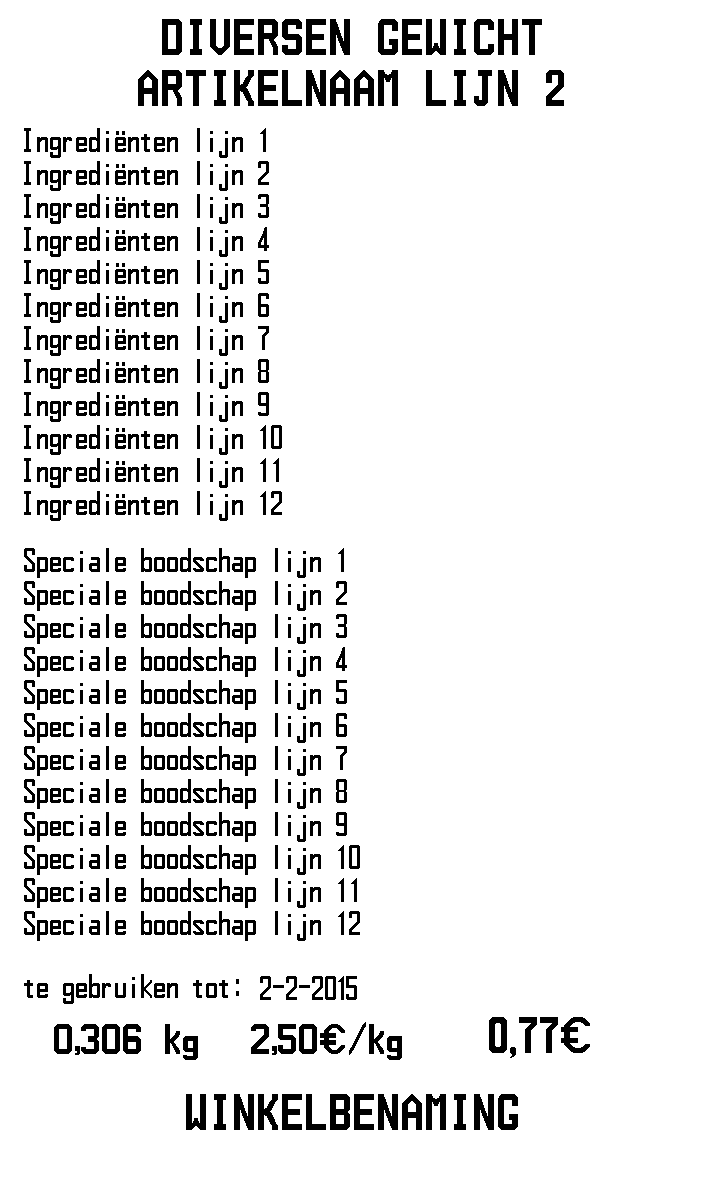 DIVERSEN GEWICHT
ARTIKELNAAM LIJN 2
Ingrediënten lijn 1
Ingrediënten lijn 2
Ingrediënten lijn 3
Ingrediënten lijn 4
Ingrediënten lijn 5
Ingrediënten lijn 6
Ingrediënten lijn 7
Ingrediënten lijn 8
Ingrediënten lijn 9
Ingrediënten lijn 10
Ingrediënten lijn 11
Ingrediënten lijn 12
Speciale boodschap lijn 1
Speciale boodschap lijn 2
Speciale boodschap lijn 3
Speciale boodschap lijn 4
Speciale boodschap lijn 5
Speciale boodschap lijn 6
Speciale boodschap lijn 7
Speciale boodschap lijn 8
Speciale boodschap lijn 9
Speciale boodschap lijn 10
Speciale boodschap lijn 11
Speciale boodschap lijn 12
te gebruiken tot: 2-2-2015
0,306 kg 2,50€/kg 0,77€
WINKELBENAMING